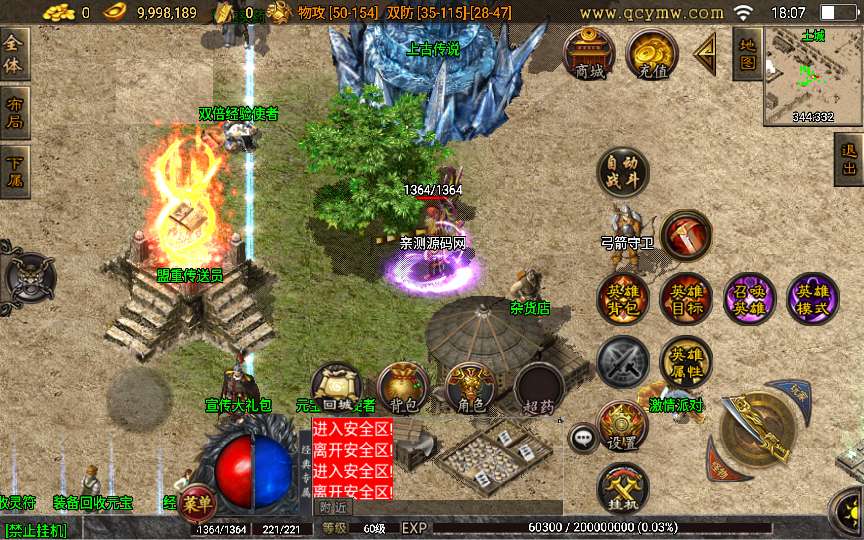 0 9,998,189 0 物攻 [50-154] 双防 [35-115]-[28-47]
www.qcymw.com 18:07
全体
布局
下属
上古传说
商城
充值
地图
土城
344:332
退出
双倍经验使者
自动战斗
1364/1364
亲测源码网
弓箭守卫
盟重传送员
杂货店
英雄背包
英雄目标
召唤英雄
英雄模式
英雄属性
宣传大礼包
回城
背包
角色
超药
激情派对
玩家
怪物
设置
挂机
经典专属
进入安全区!
离开安全区!
进入安全区!
离开安全区!
附近
收灵符
装备回收元宝
菜单
[禁止挂机]
1364/1364
221/221
等级 60级 EXP 60300 / 200000000 (0.03%)